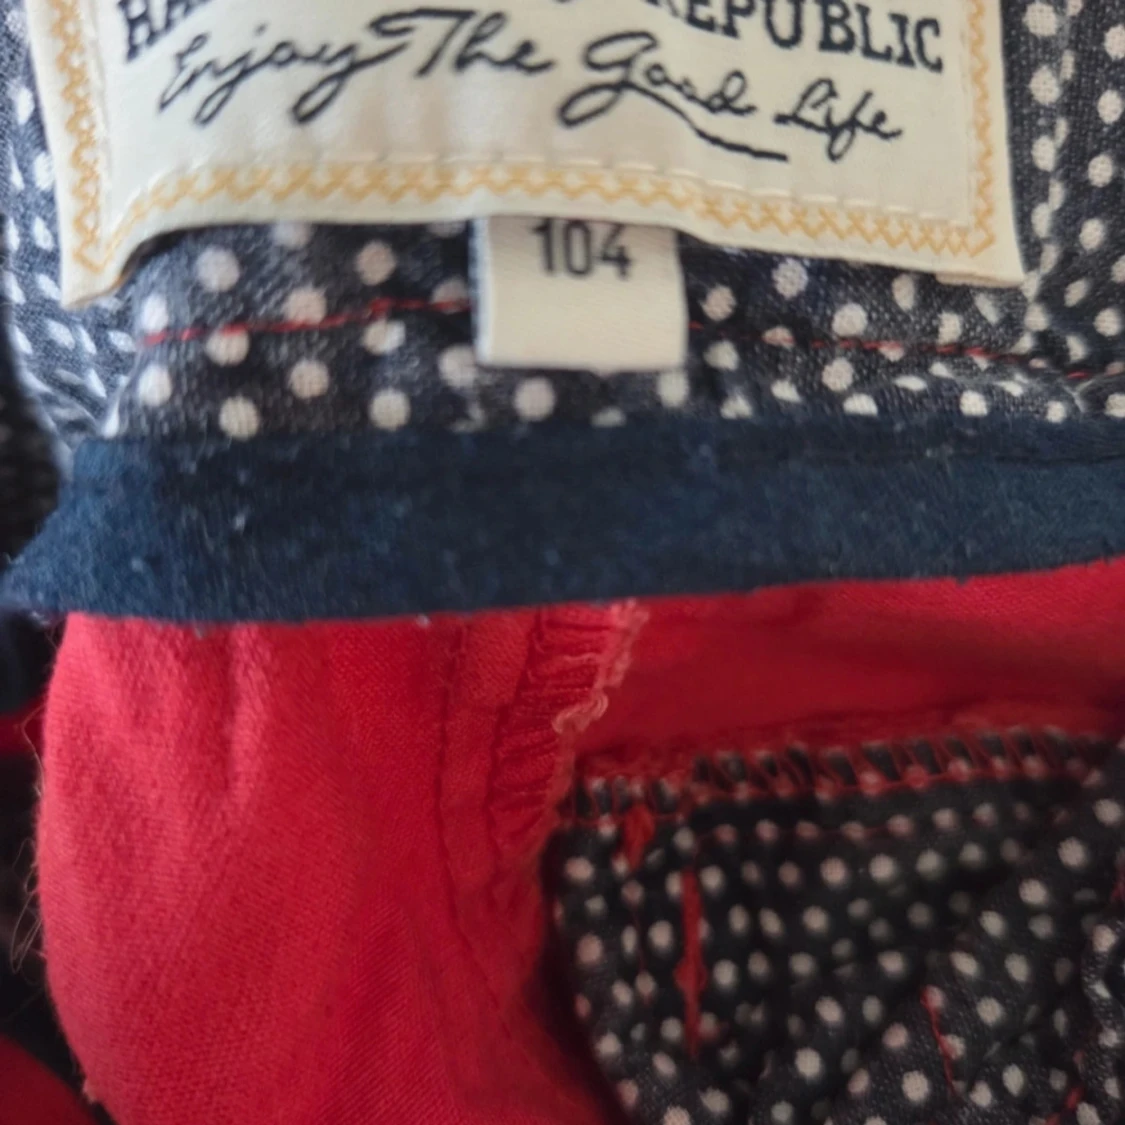 REPUBLIC
Enjoy The Good Life
104